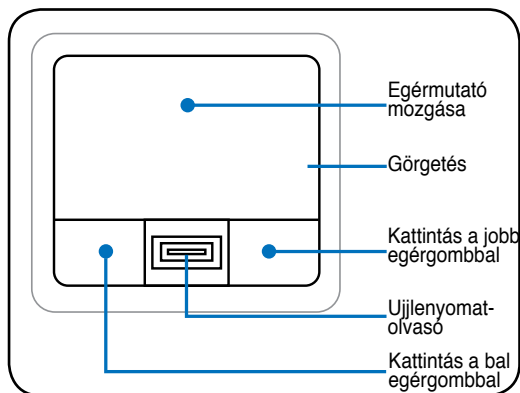 Egérmutató
mozgása
Görgetés
Kattintás a jobb
egérgombbal
Ujjlenyomat-
olvasó
Kattintás a bal
egérgombbal